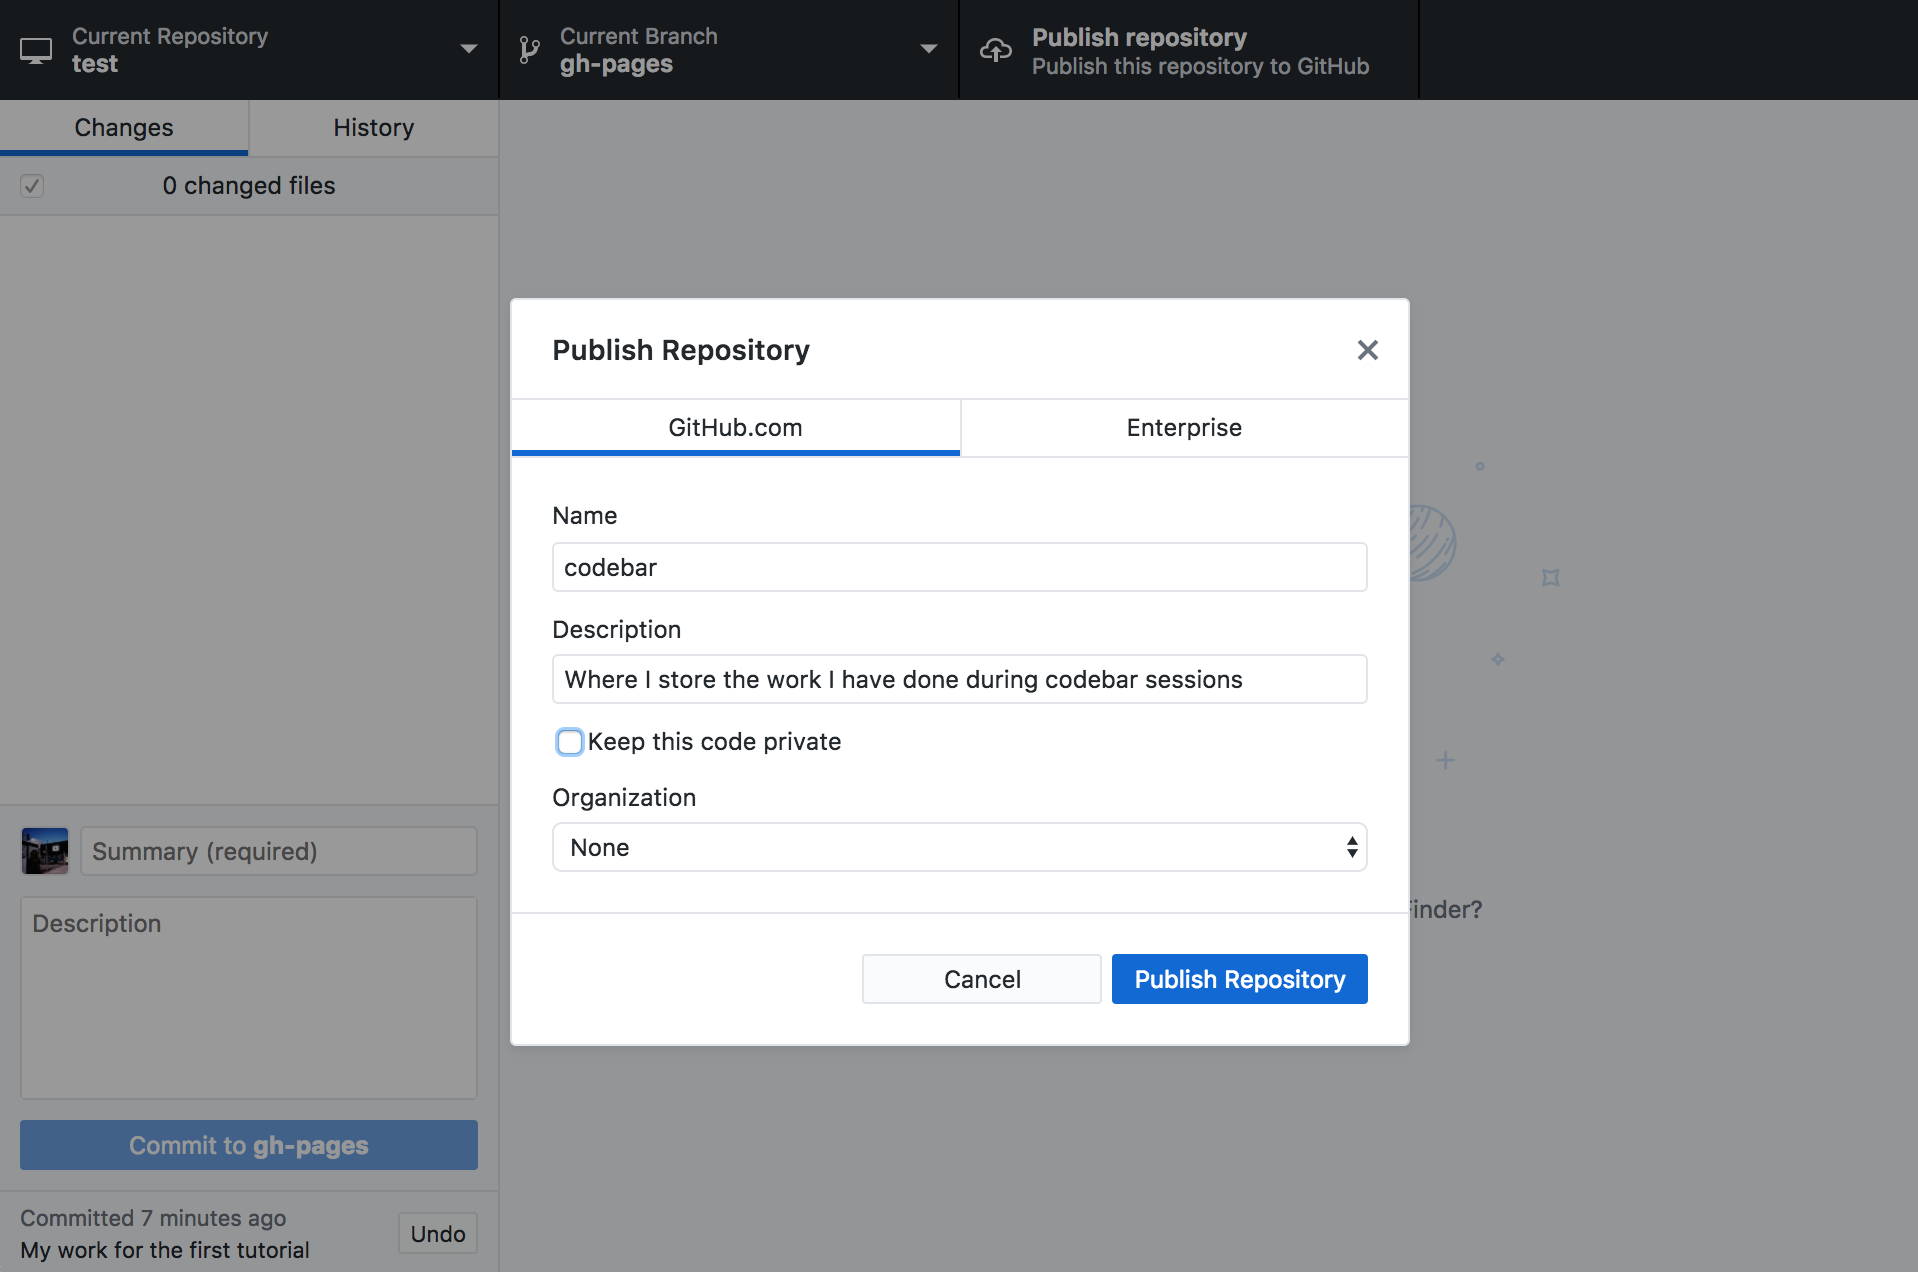 Current Repository
test
Current Branch
gh-pages
Publish repository
Publish this repository to GitHub
Changes
History
0 changed files
Publish Repository
GitHub.com
Enterprise
Name
codebar
Description
Where I store the work I have done during codebar sessions
Keep this code private
Organization
None
Finder?
Cancel
Publish Repository
Summary (required)
Description
Commit to gh-pages
Committed 7 minutes ago
My work for the first tutorial
Undo